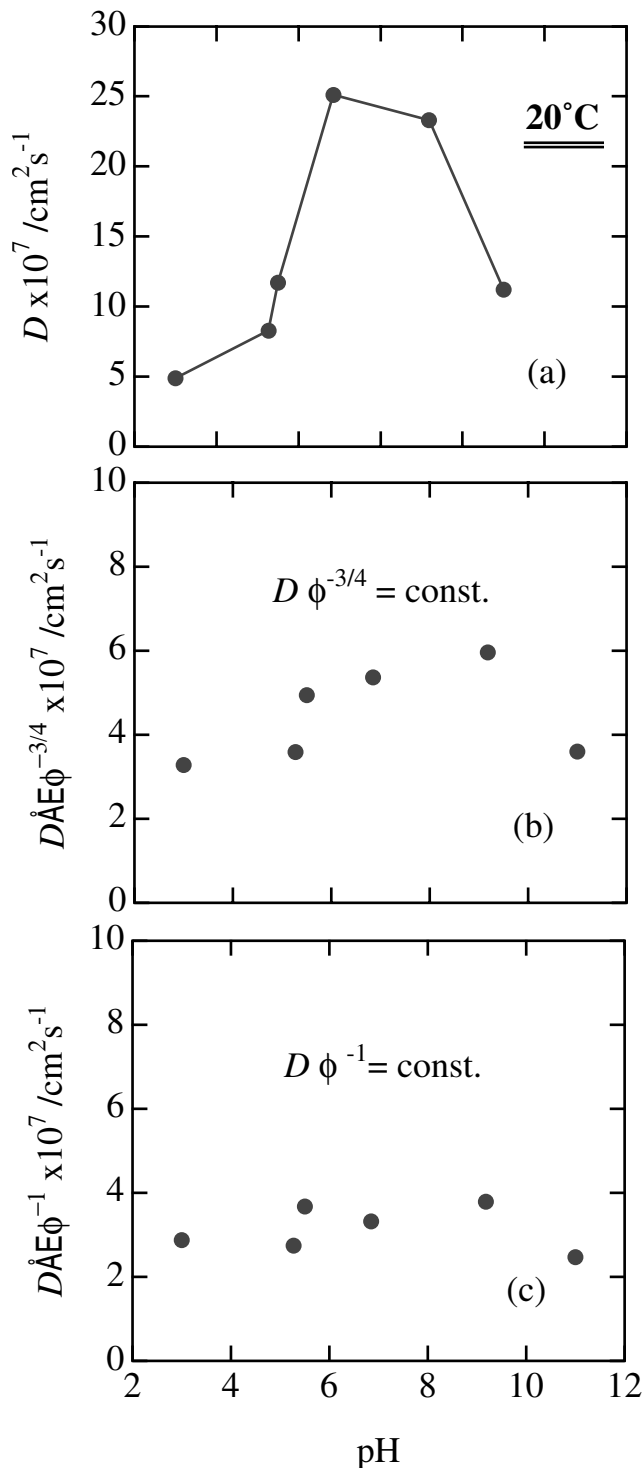 30
25
20
15
10
5
0
D x10^7 /cm^2s^-1
20˚C
(a)
10
8
6
4
2
0
DÅEϕ^−3/4 x10^7 /cm^2s^-1
D ϕ^-3/4 = const.
(b)
10
8
6
4
2
0
DÅEϕ^−1 x10^7 /cm^2s^-1
D ϕ^-1 = const.
(c)
2 4 6 8 10 12
pH